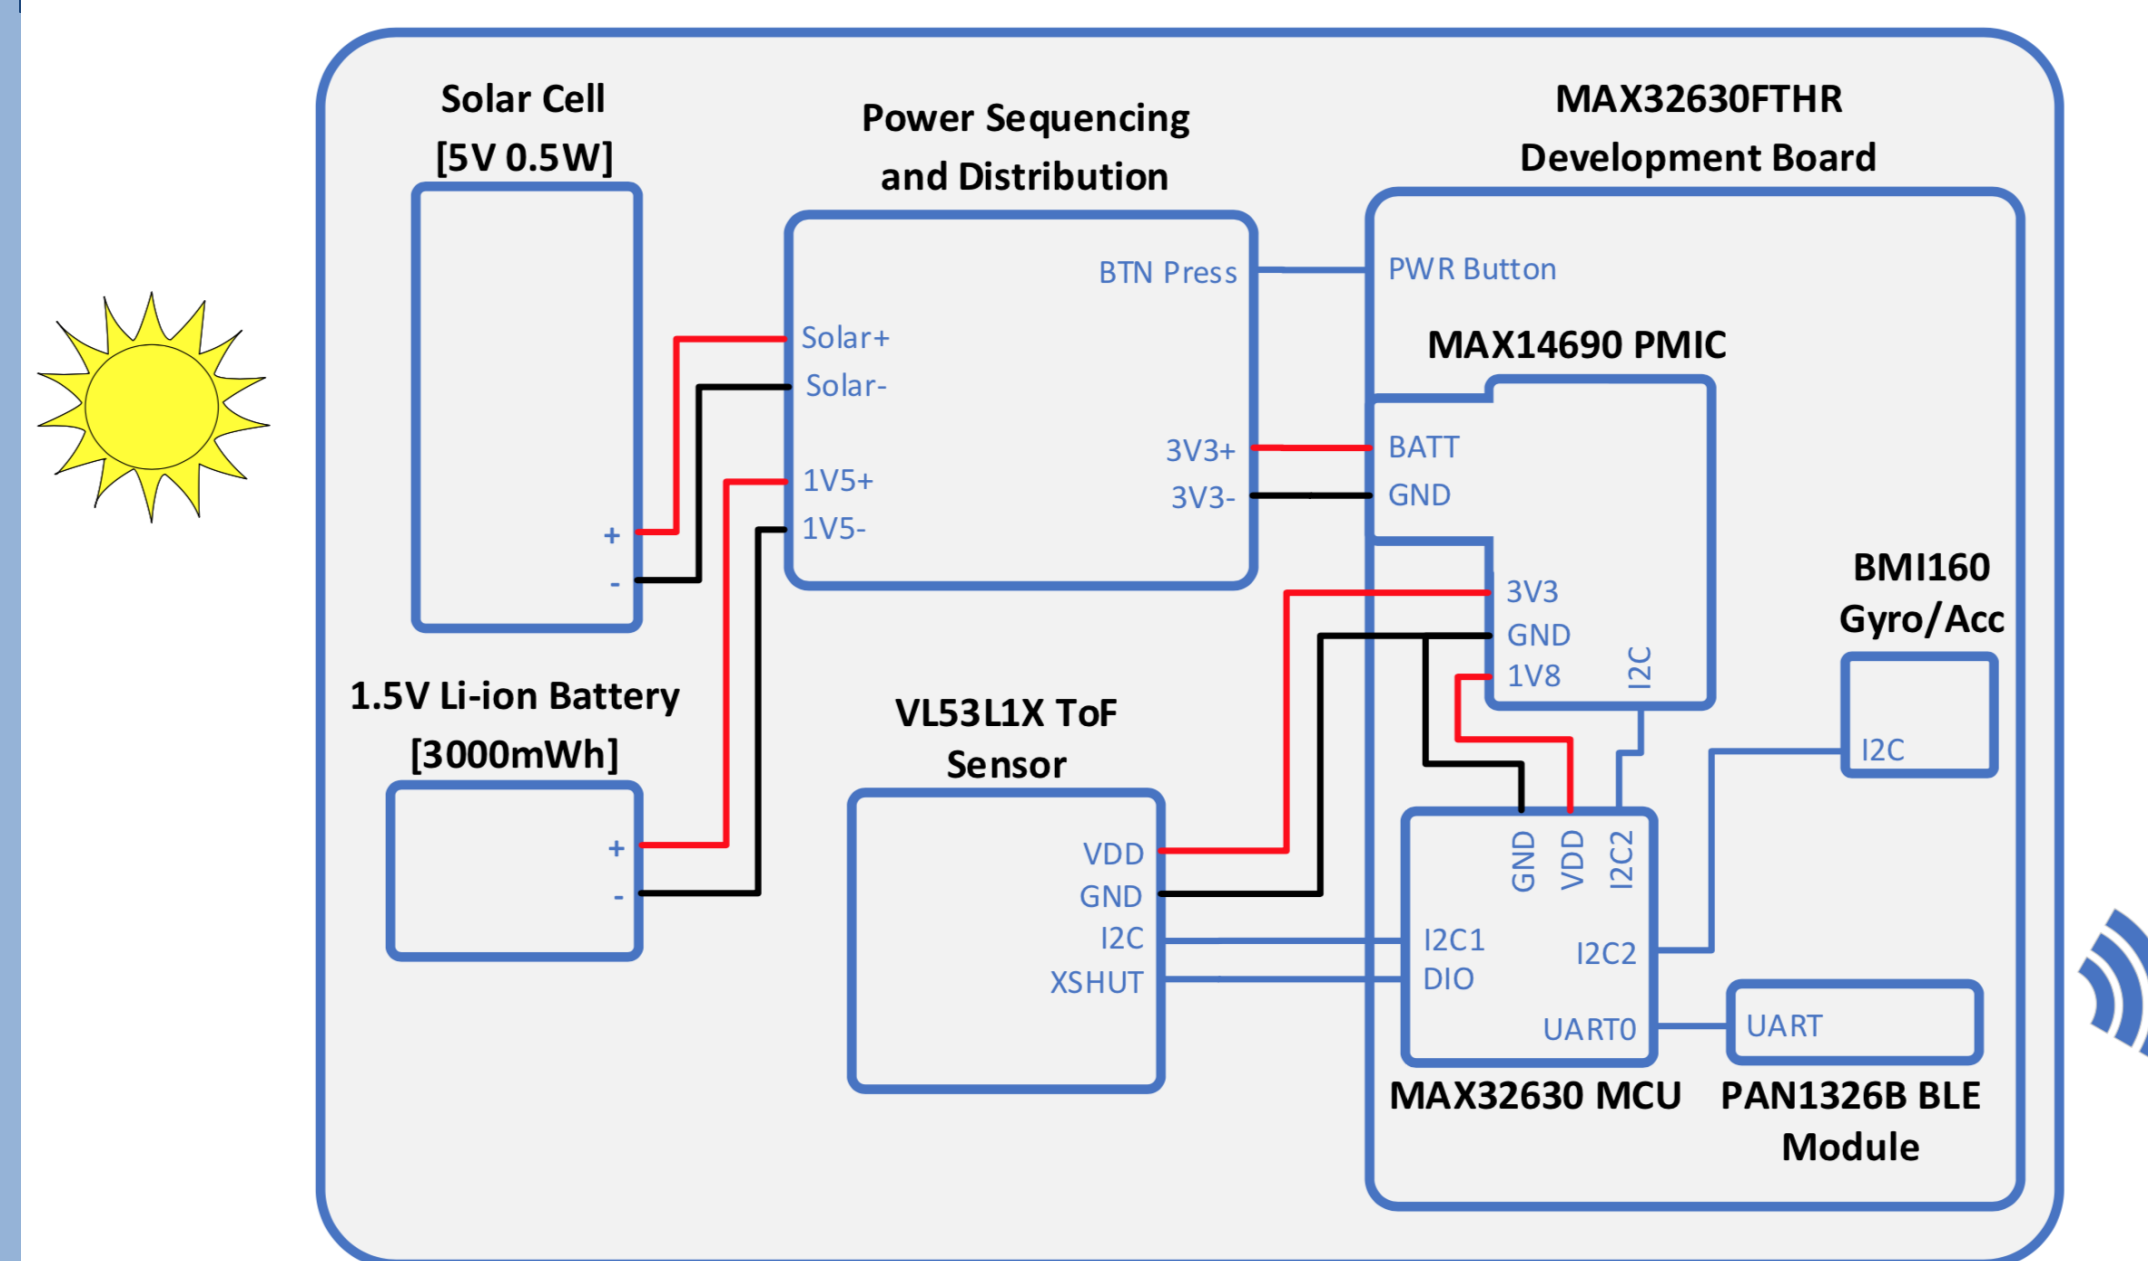 Solar Cell
[5V 0.5W]
+
-
1.5V Li-ion Battery
[3000mWh]
+
-
Power Sequencing
and Distribution
BTN Press
Solar+
Solar-
3V3+
1V5+
3V3-
1V5-
VL53L1X ToF
Sensor
VDD
GND
I2C
XSHUT
MAX32630FTHR
Development Board
PWR Button
MAX14690 PMIC
BATT
GND
3V3
GND
1V8
I2C
BMI160
Gyro/Acc
I2C
GND
VDD
I2C2
I2C1
I2C2
DIO
UART0
UART
MAX32630 MCU
PAN1326B BLE
Module